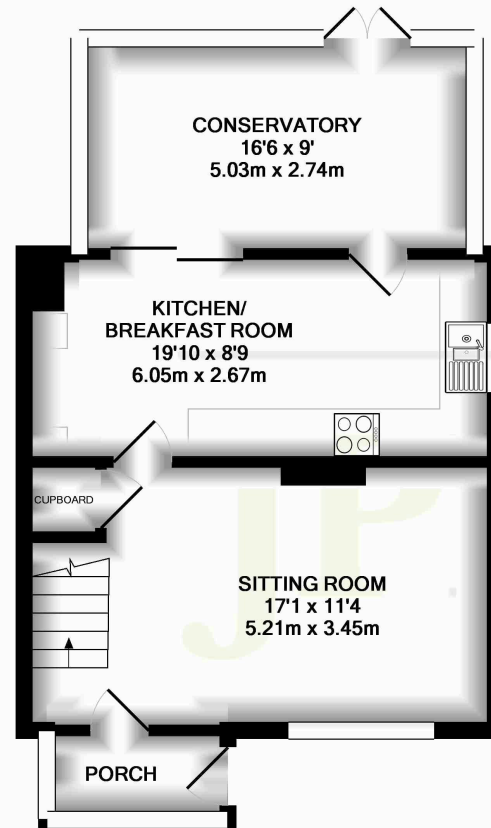 CONSERVATORY
16'6 x 9'
5.03m x 2.74m
KITCHEN/
BREAKFAST ROOM
19'10 x 8'9
6.05m x 2.67m
CUPBOARD
JP
SITTING ROOM
17'1 x 11'4
5.21m x 3.45m
PORCH